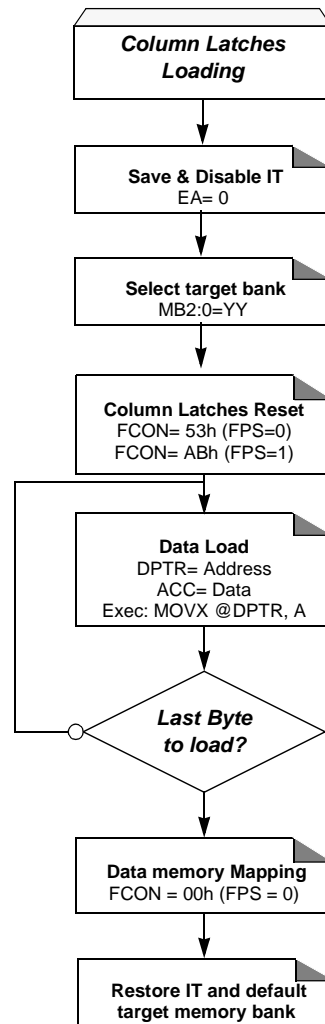 Column Latches
Loading
Save & Disable IT
EA= 0
Select target bank
MB2:0=YY
Column Latches Reset
FCON= 53h (FPS=0)
FCON= ABh (FPS=1)
Data Load
DPTR= Address
ACC= Data
Exec: MOVX @DPTR, A
Last Byte
to load?
Data memory Mapping
FCON = 00h (FPS = 0)
Restore IT and default
target memory bank